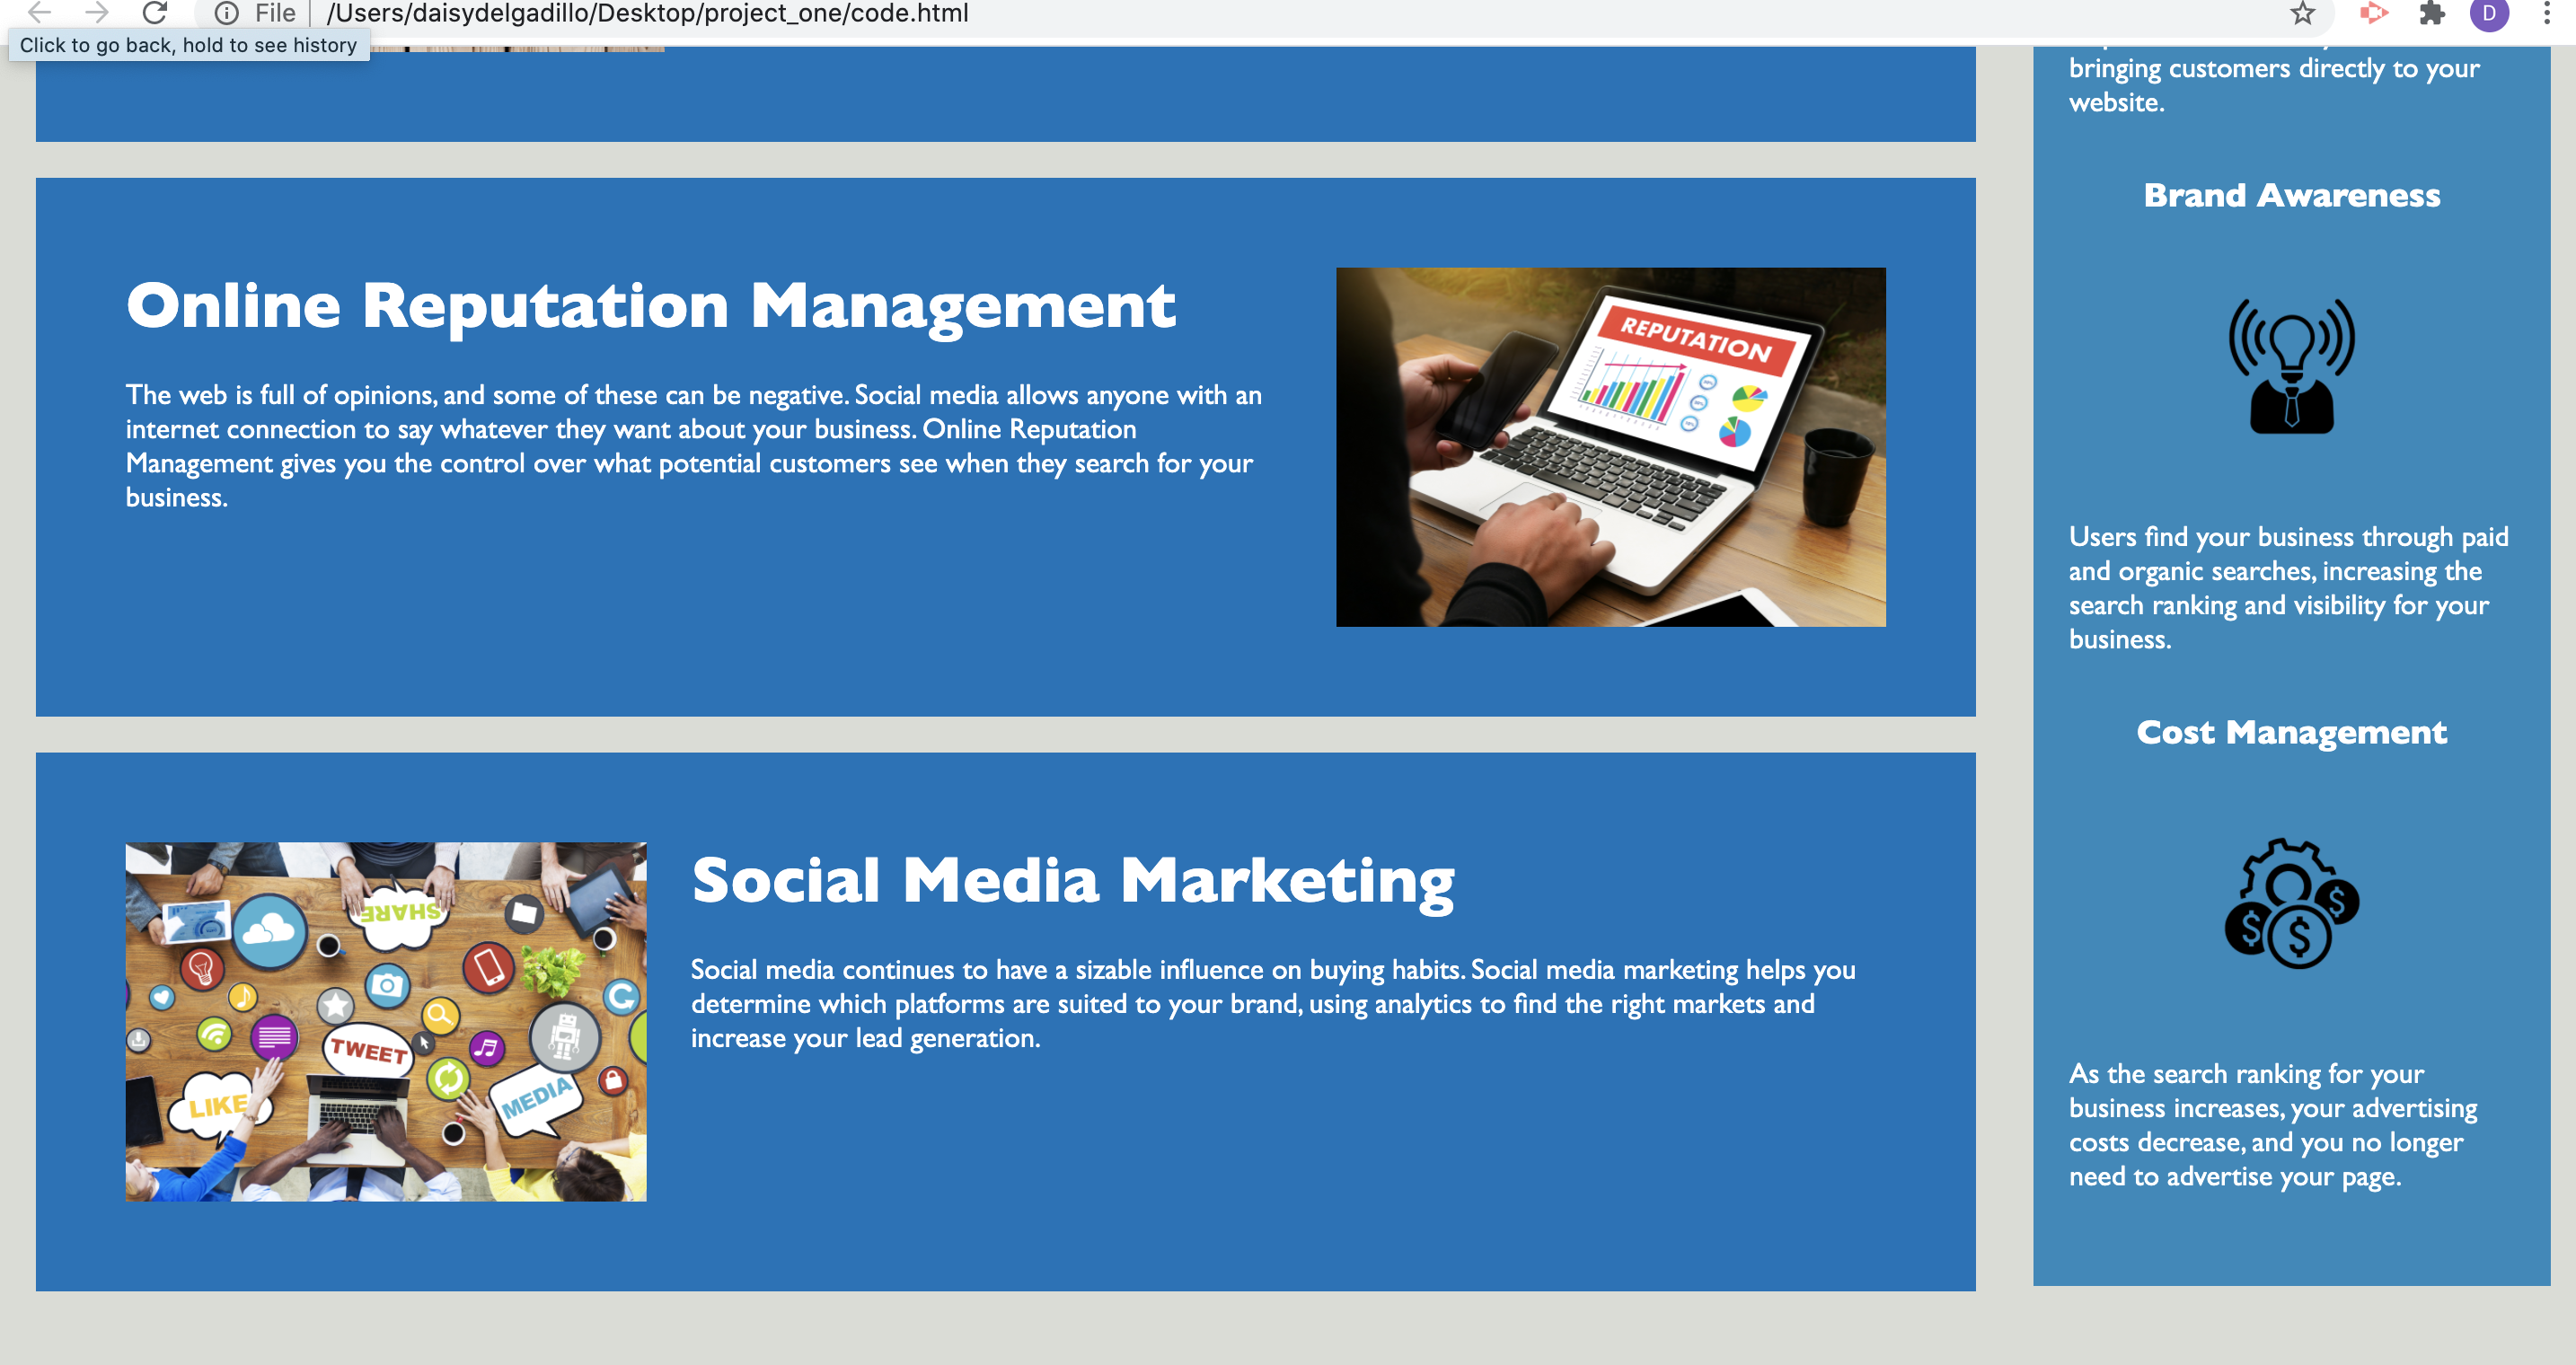 File
/Users/daisydelgadillo/Desktop/project_one/code.html
D
Click to go back, hold to see history
Online Reputation Management
The web is full of opinions, and some of these can be negative. Social media allows anyone with an
internet connection to say whatever they want about your business. Online Reputation
Management gives you the control over what potential customers see when they search for your
business.
REPUTATION
SHARE
TWEET
LIKE
MEDIA
Social Media Marketing
Social media continues to have a sizable influence on buying habits. Social media marketing helps you
determine which platforms are suited to your brand, using analytics to find the right markets and
increase your lead generation.
bringing customers directly to your
website.
Brand Awareness
Users find your business through paid
and organic searches, increasing the
search ranking and visibility for your
business.
Cost Management
$ $ $
As the search ranking for your
business increases, your advertising
costs decrease, and you no longer
need to advertise your page.